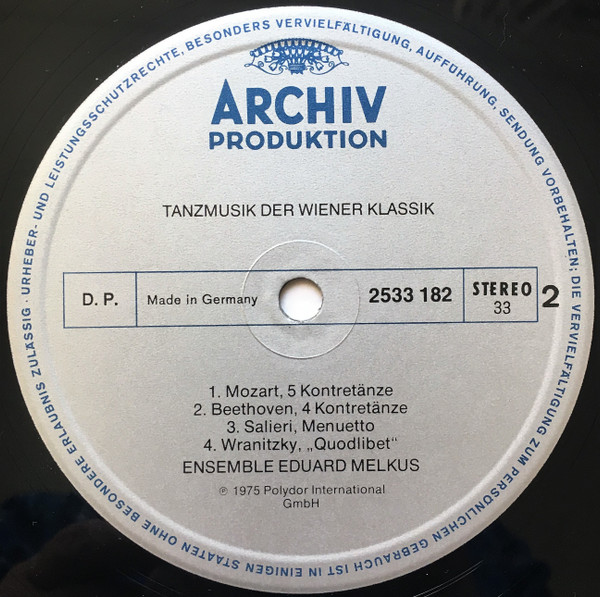 URHEBER- UND LEISTUNGSSCHUTZRECHTE, BESONDERS VERVIELFÄLTIGUNG, AUFFÜHRUNG, SENDUNG VORBEHALTEN; DIE VERVIELFÄLTIGUNG ZUM PERSÖNLICHEN GEBRAUCH IST IN EINIGEN STAATEN OHNE BESONDERE ERLAUBNIS ZULÄSSIG ·
ARCHIV
PRODUKTION
TANZMUSIK DER WIENER KLASSIK
D. P. Made in Germany 2533 182 STEREO 33 2
1. Mozart, 5 Kontretänze
2. Beethoven, 4 Kontretänze
3. Salieri, Menuetto
4. Wranitzky, „Quodlibet“
ENSEMBLE EDUARD MELKUS
℗ 1975 Polydor International
GmbH